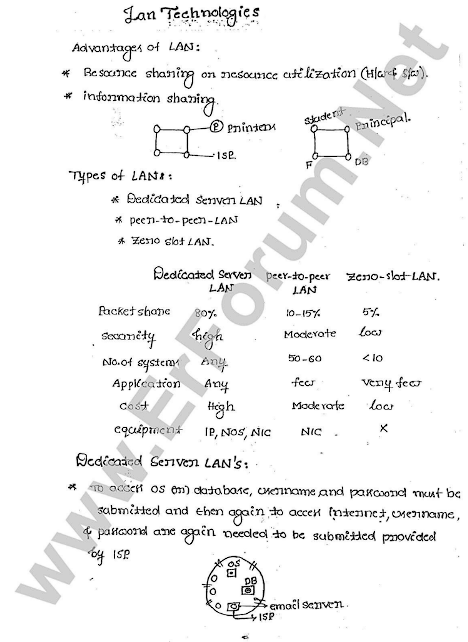 Lan Technologies
Advantages of LAN:
* Resource sharing or resource utilization (H/w & S/w).
* information sharing.
P Printers
ISP.
Student
Principal.
F
DB
Types of LAN's:
* Dedicated Server LAN
* peer-to-peer-LAN
* Zero slot LAN.
Dedicated Server LAN peer-to-peer LAN Zero-slot-LAN.
Packet share 80% 10-15% 5%
security high Moderate low
No.of systems Any 50-60 <10
Application Any few Very few
Cost High Moderate low
equipment IP, NOS, NIC NIC. X
Dedicated Server LAN's:
* To access OS (or) database, username, and password must be
submitted and then again to access Internet, username,
& password are again needed to be submitted provided
by ISP.
OS
DB
email server.
ISP
www.ErForum.Net